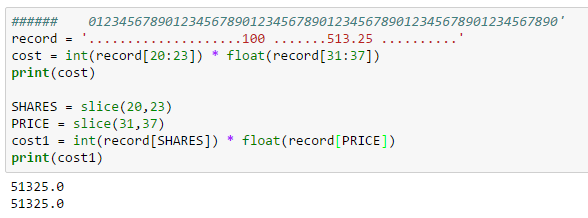 ######    0123456789012345678901234567890123456789012345678901234567890'
record = '....................100 .......513.25 ..........'
cost = int(record[20:23]) * float(record[31:37])
print(cost)
SHARES = slice(20,23)
PRICE = slice(31,37)
cost1 = int(record[SHARES]) * float(record[PRICE])
print(cost1)
51325.0
51325.0